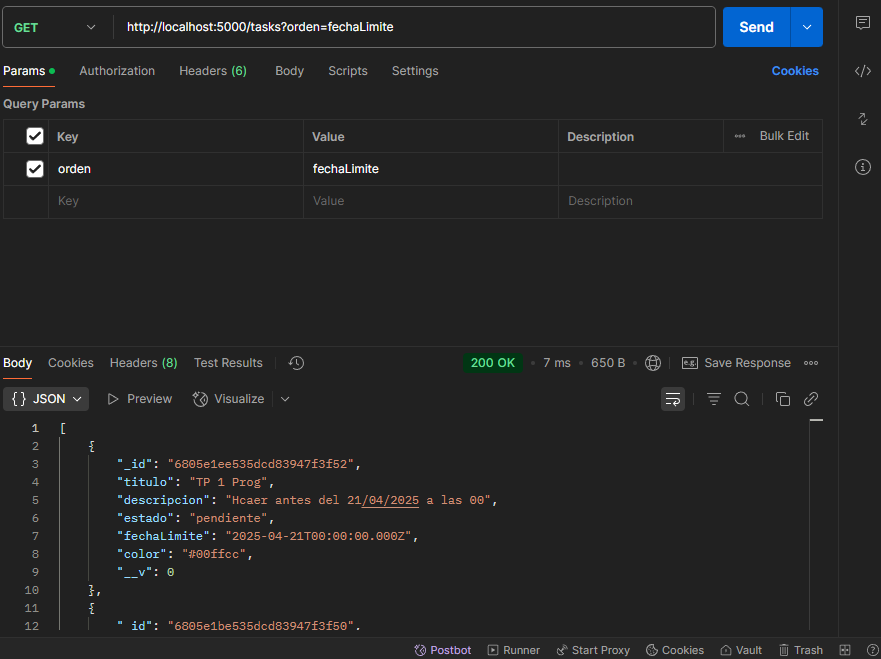 GET http://localhost:5000/tasks?orden=fechaLimite Send
Params Authorization Headers (6) Body Scripts Settings Cookies
Query Params
Key Value Description Bulk Edit
orden fechaLimite
Key Value Description
Body Cookies Headers (8) Test Results 200 OK 7 ms 650 B e.g. Save Response
{} JSON Preview Visualize
1 [
2 {
3 "_id": "6805e1ee535dcd83947f3f52",
4 "titulo": "TP 1 Prog",
5 "descripcion": "Hcaer antes del 21/04/2025 a las 00",
6 "estado": "pendiente",
7 "fechaLimite": "2025-04-21T00:00:00.000Z",
8 "color": "#00ffcc",
9 "__v": 0
10 },
11 {
12 "_id": "6805e1be535dcd83947f3f50",
Postbot Runner Start Proxy Cookies Vault Trash